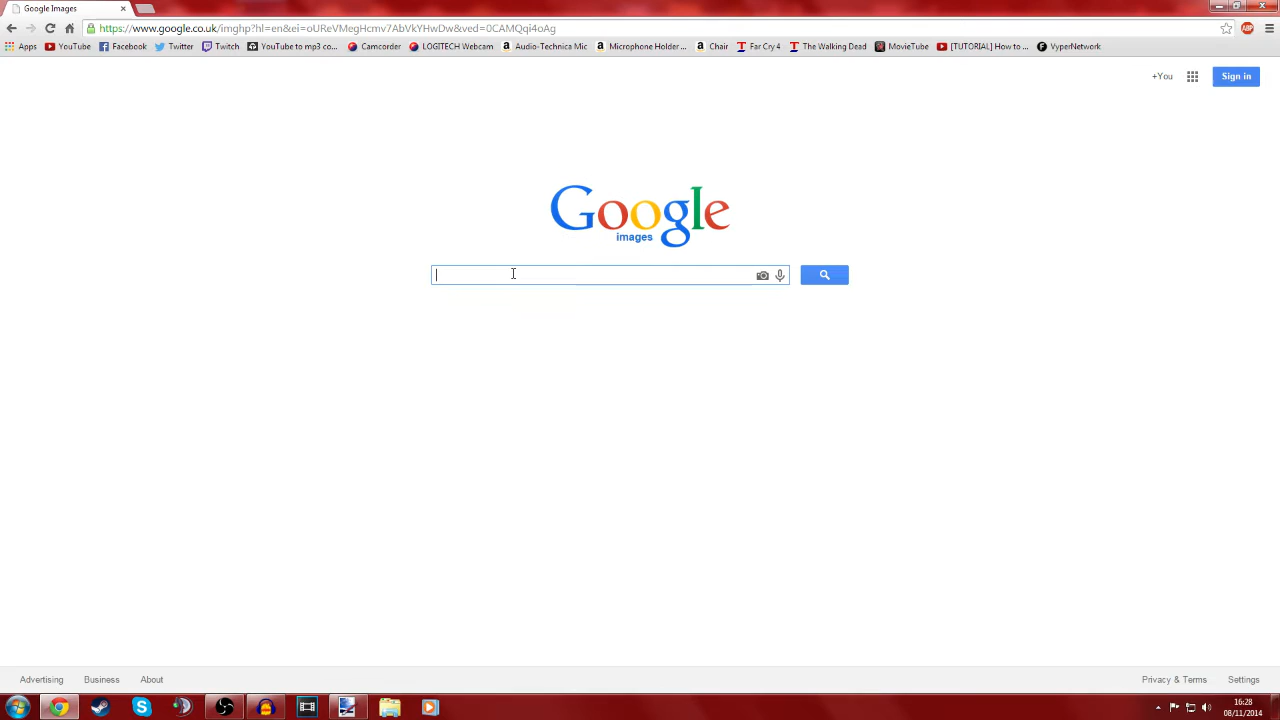 Google Images
https://www.google.co.uk/imghp?hl=en&ei=oUReVMegHcmv7AbVkYHwDw&ved=0CAMQqi4oAg
Apps YouTube Facebook Twitter Twitch YouTube to mp3 co... Camcorder LOGITECH Webcam Audio-Technica Mic Microphone Holder ... Chair Far Cry 4 The Walking Dead MovieTube [TUTORIAL] How to ... VyperNetwork
+You Sign in
Google
images
Advertising Business About Privacy & Terms Settings
16:28
08/11/2014